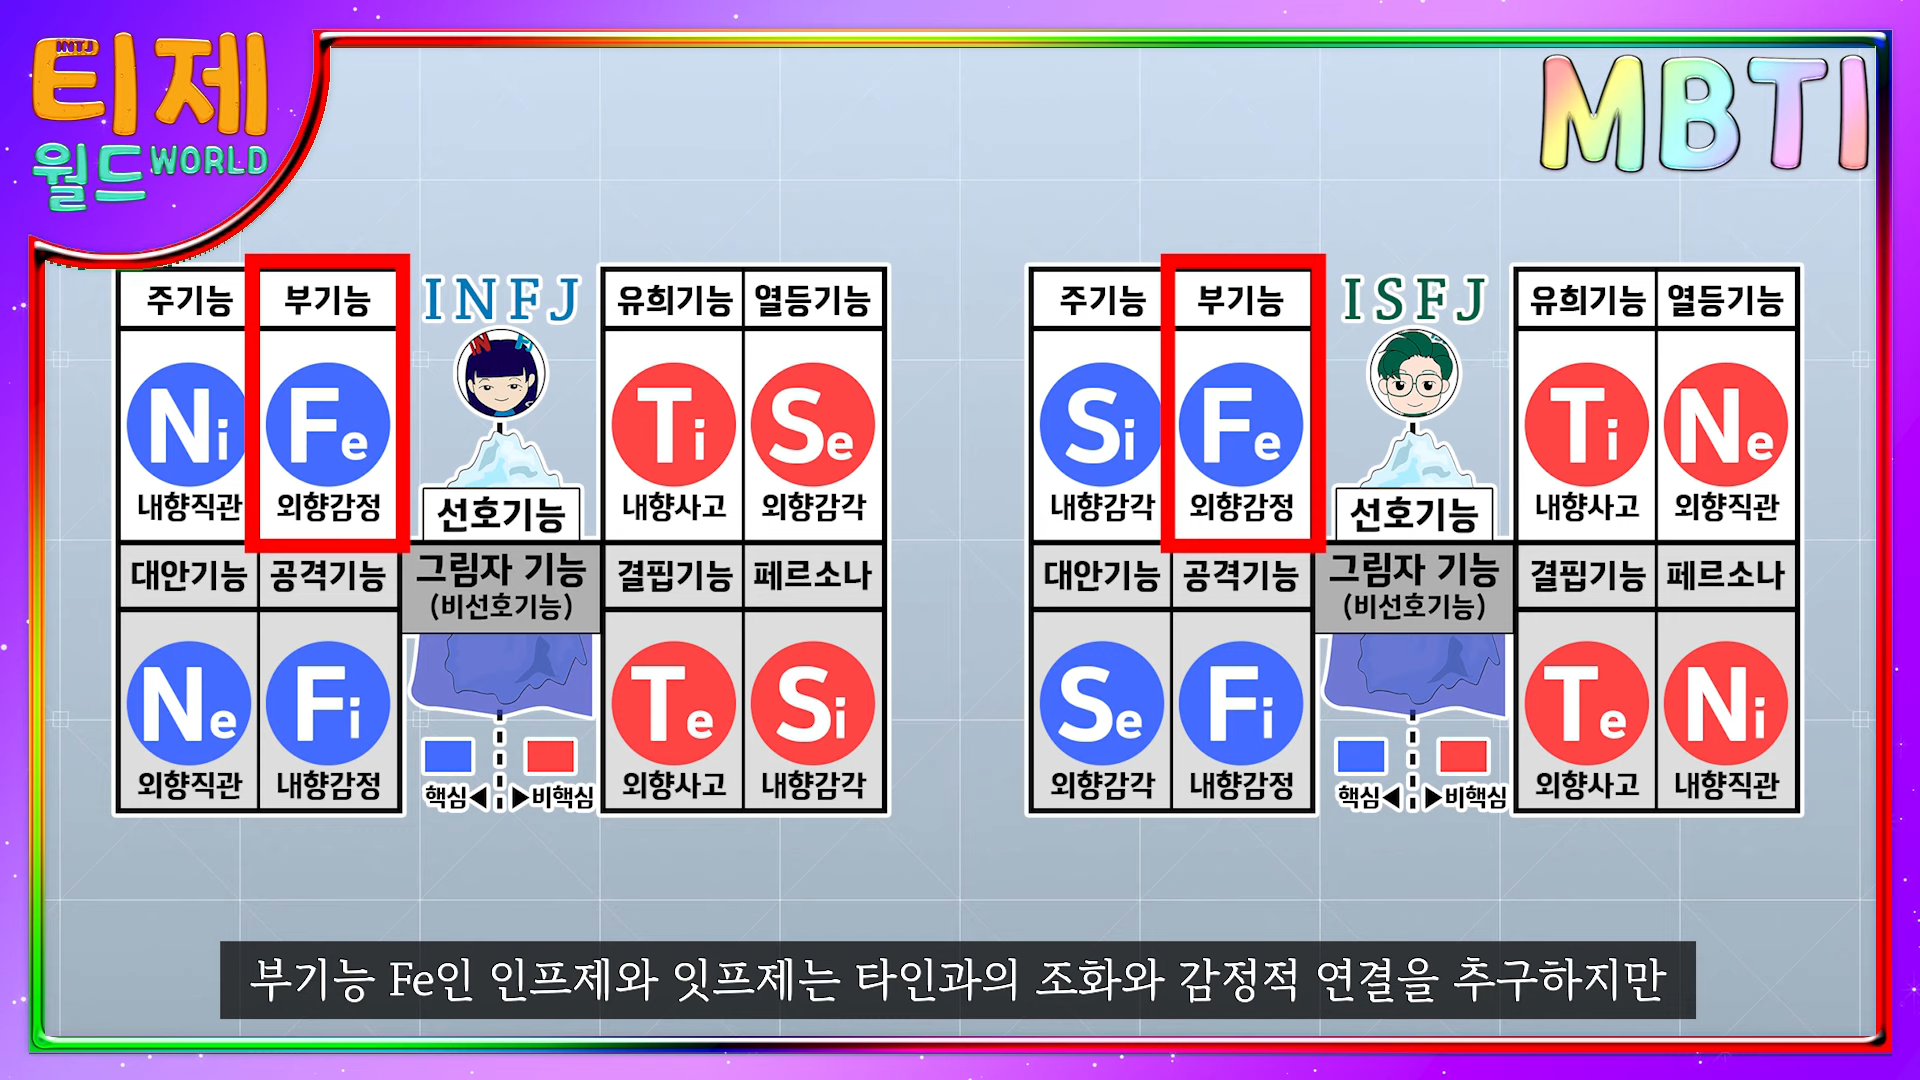 INTJ
티제
월드 WORLD
MBTI
주기능 부기능 INFJ 유희기능 열등기능
Ni Fe Ti Se
내향직관 외향감정 내향사고 외향감각
선호기능
대안기능 공격기능 그림자 기능 결핍기능 페르소나
(비선호기능)
Ne Fi Te Si
외향직관 내향감정 외향사고 내향감각
핵심 비핵심
주기능 부기능 ISFJ 유희기능 열등기능
Si Fe Ti Ne
내향감각 외향감정 내향사고 외향직관
선호기능
대안기능 공격기능 그림자 기능 결핍기능 페르소나
(비선호기능)
Se Fi Te Ni
외향감각 내향감정 외향사고 내향직관
핵심 비핵심
부기능 Fe인 인프제와 잇프제는 타인과의 조화와 감정적 연결을 추구하지만